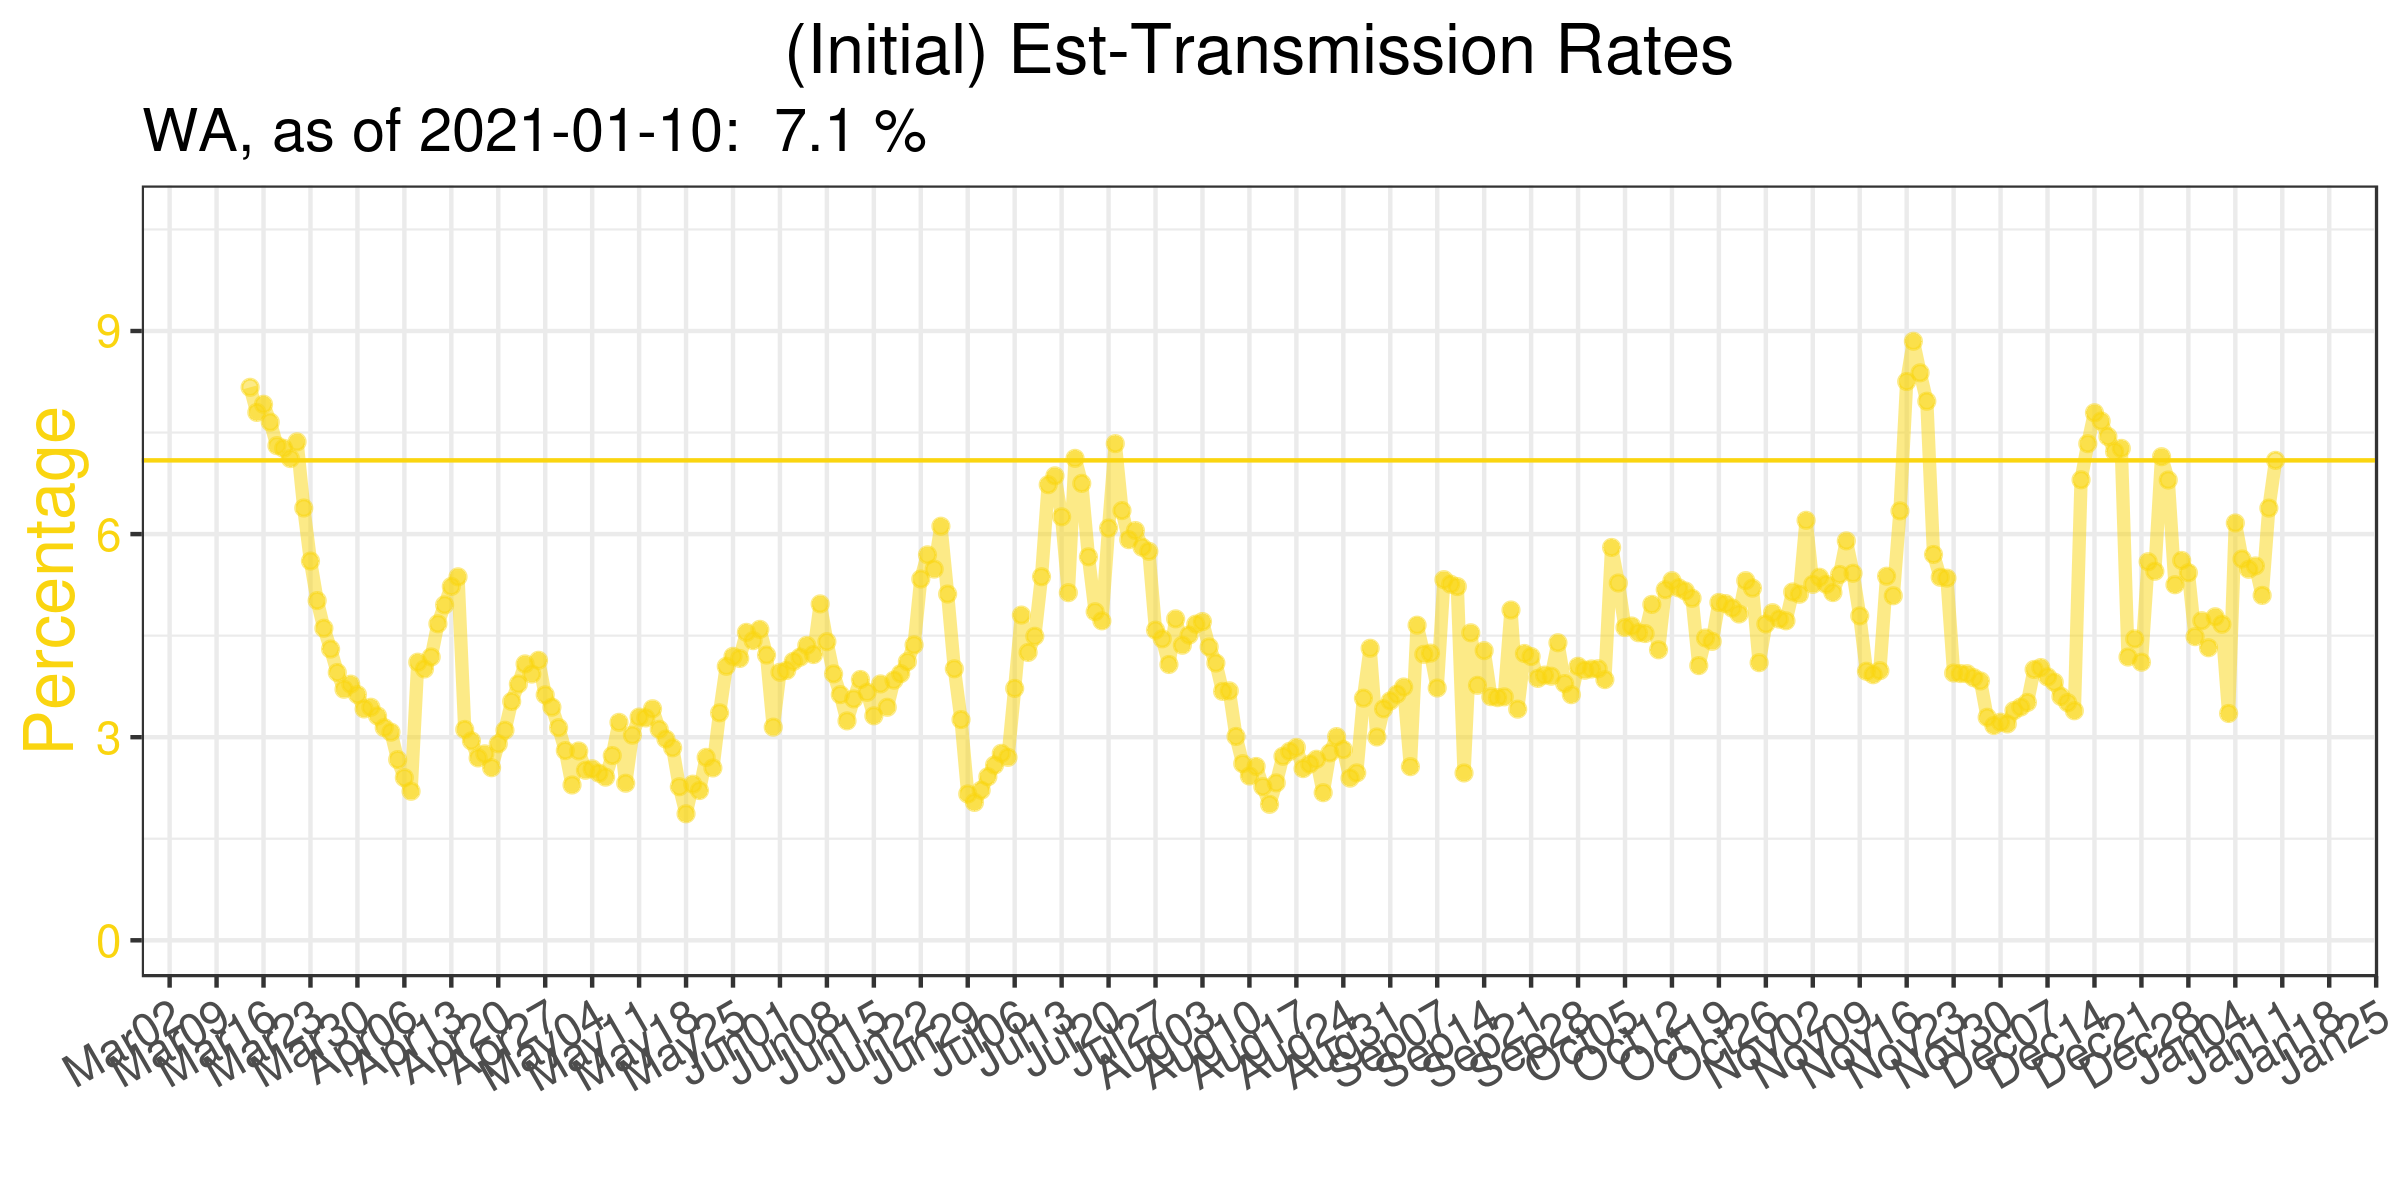 (Initial) Est-Transmission Rates
WA, as of 2021-01-10: 7.1 %
Percentage
9
6
3
0
Mar02
Mar09
Mar16
Mar23
Mar30
Apr06
Apr13
Apr20
Apr27
May04
May11
May18
May25
Jun01
Jun08
Jun15
Jun22
Jun29
Jul06
Jul13
Jul20
Jul27
Aug03
Aug10
Aug17
Aug24
Aug31
Sep07
Sep14
Sep21
Sep28
Oct05
Oct12
Oct19
Oct26
Nov02
Nov09
Nov16
Nov23
Nov30
Dec07
Dec14
Dec21
Dec28
Jan04
Jan11
Jan18
Jan25